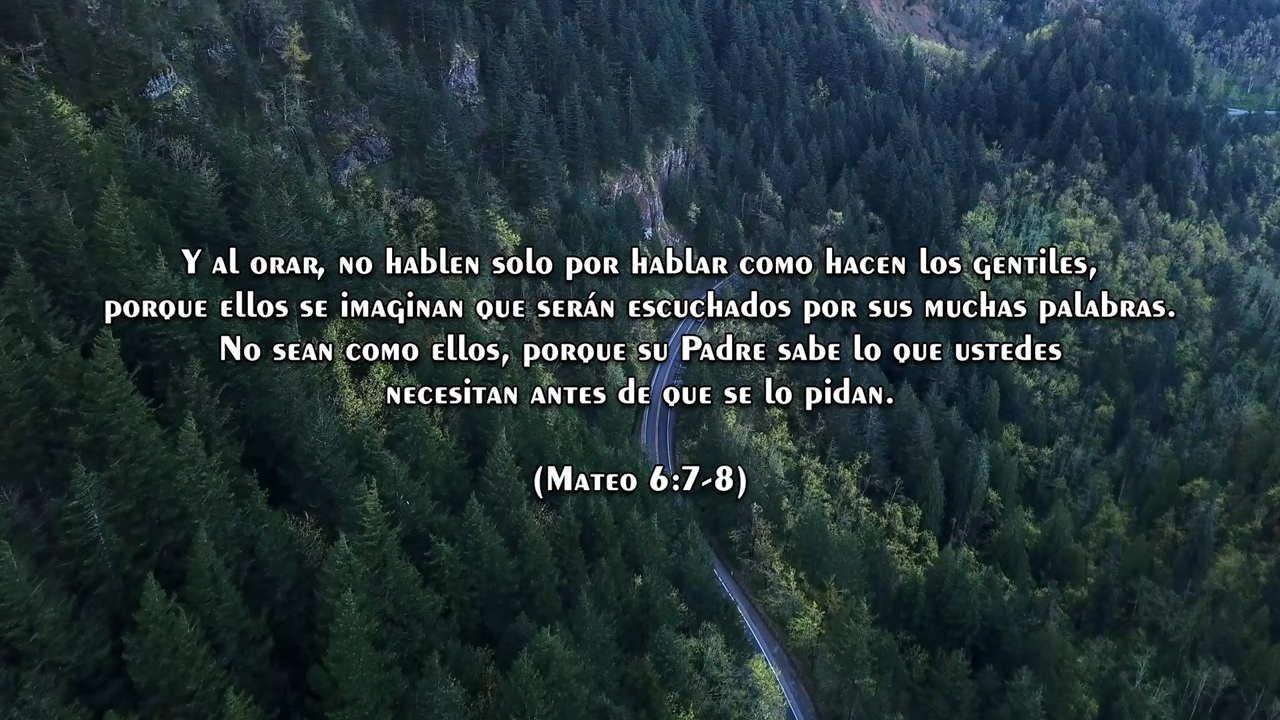 Y al orar, no hablen solo por hablar como hacen los gentiles,
porque ellos se imaginan que serán escuchados por sus muchas palabras.
No sean como ellos, porque su Padre sabe lo que ustedes
necesitan antes de que se lo pidan.
(Mateo 6:7-8)